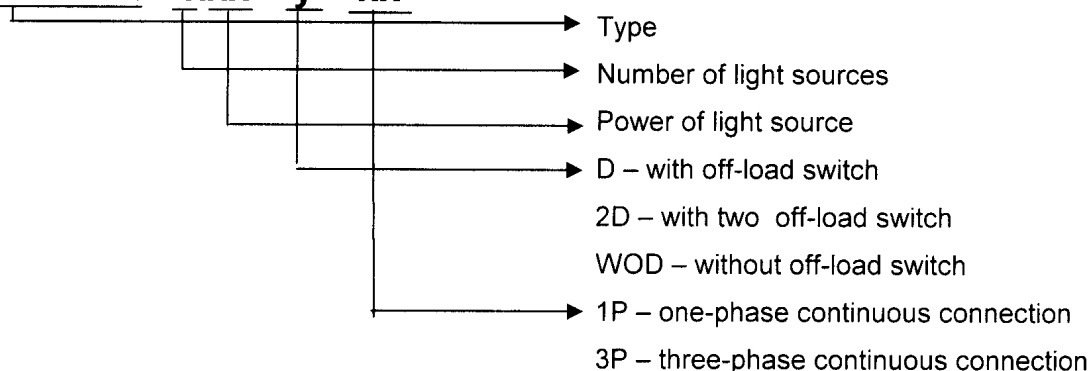 Type
Number of light sources
Power of light source
D – with off-load switch
2D – with two off-load switch
WOD – without off-load switch
1P – one-phase continuous connection
3P – three-phase continuous connection